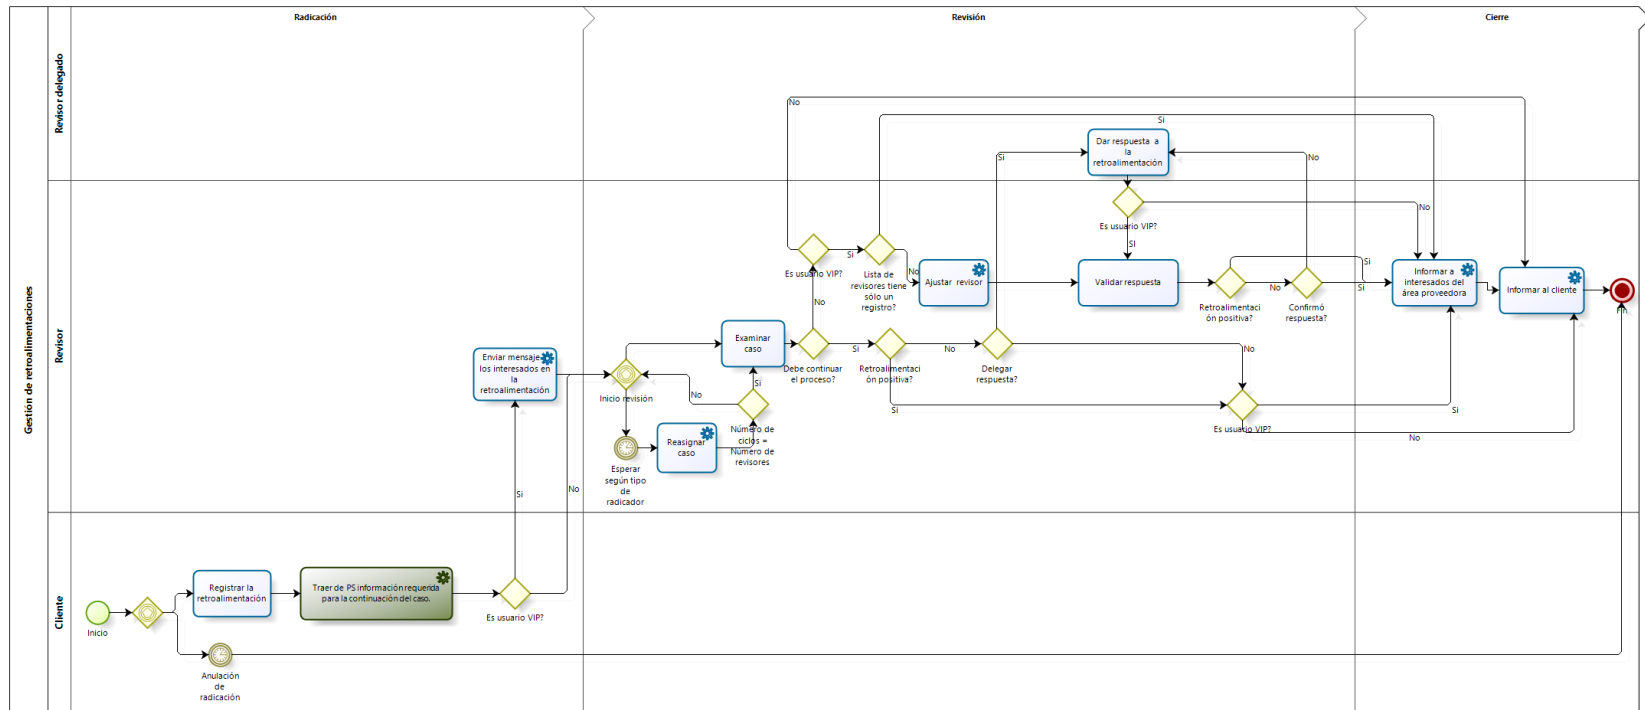 Radicación
Revisión
Cierre
Gestión de retroalimentaciones
Revisor delegado
Revisor
Cliente
No
Si
Dar respuesta a
la
retroalimentación
Si
No
Es usuario VIP?
No
SI
Es usuario VIP?
Si
Lista de
revisores tiene
sólo un
registro?
No
Ajustar revisor
Validar respuesta
Retroalimentaci
ón positiva?
No
Confirmó
respuesta?
Si
Si
Informar a
interesados del
área proveedora
Informar al cliente
Fin
No
Examinar
caso
Debe continuar
el proceso?
Si
Retroalimentaci
ón positiva?
No
Delegar
respuesta?
No
Enviar mensaje
los interesados en
la
retroalimentación
Inicio revisión
No
Si
Número de
ciclos =
Número de
revisores
Si
Es usuario VIP?
Si
No
Reasignar
caso
Esperar
según tipo
de
radicador
Si
No
Inicio
Registrar la
retroalimentación
Traer de PS información requerida
para la continuación del caso.
Es usuario VIP?
Anulación
de
radicación